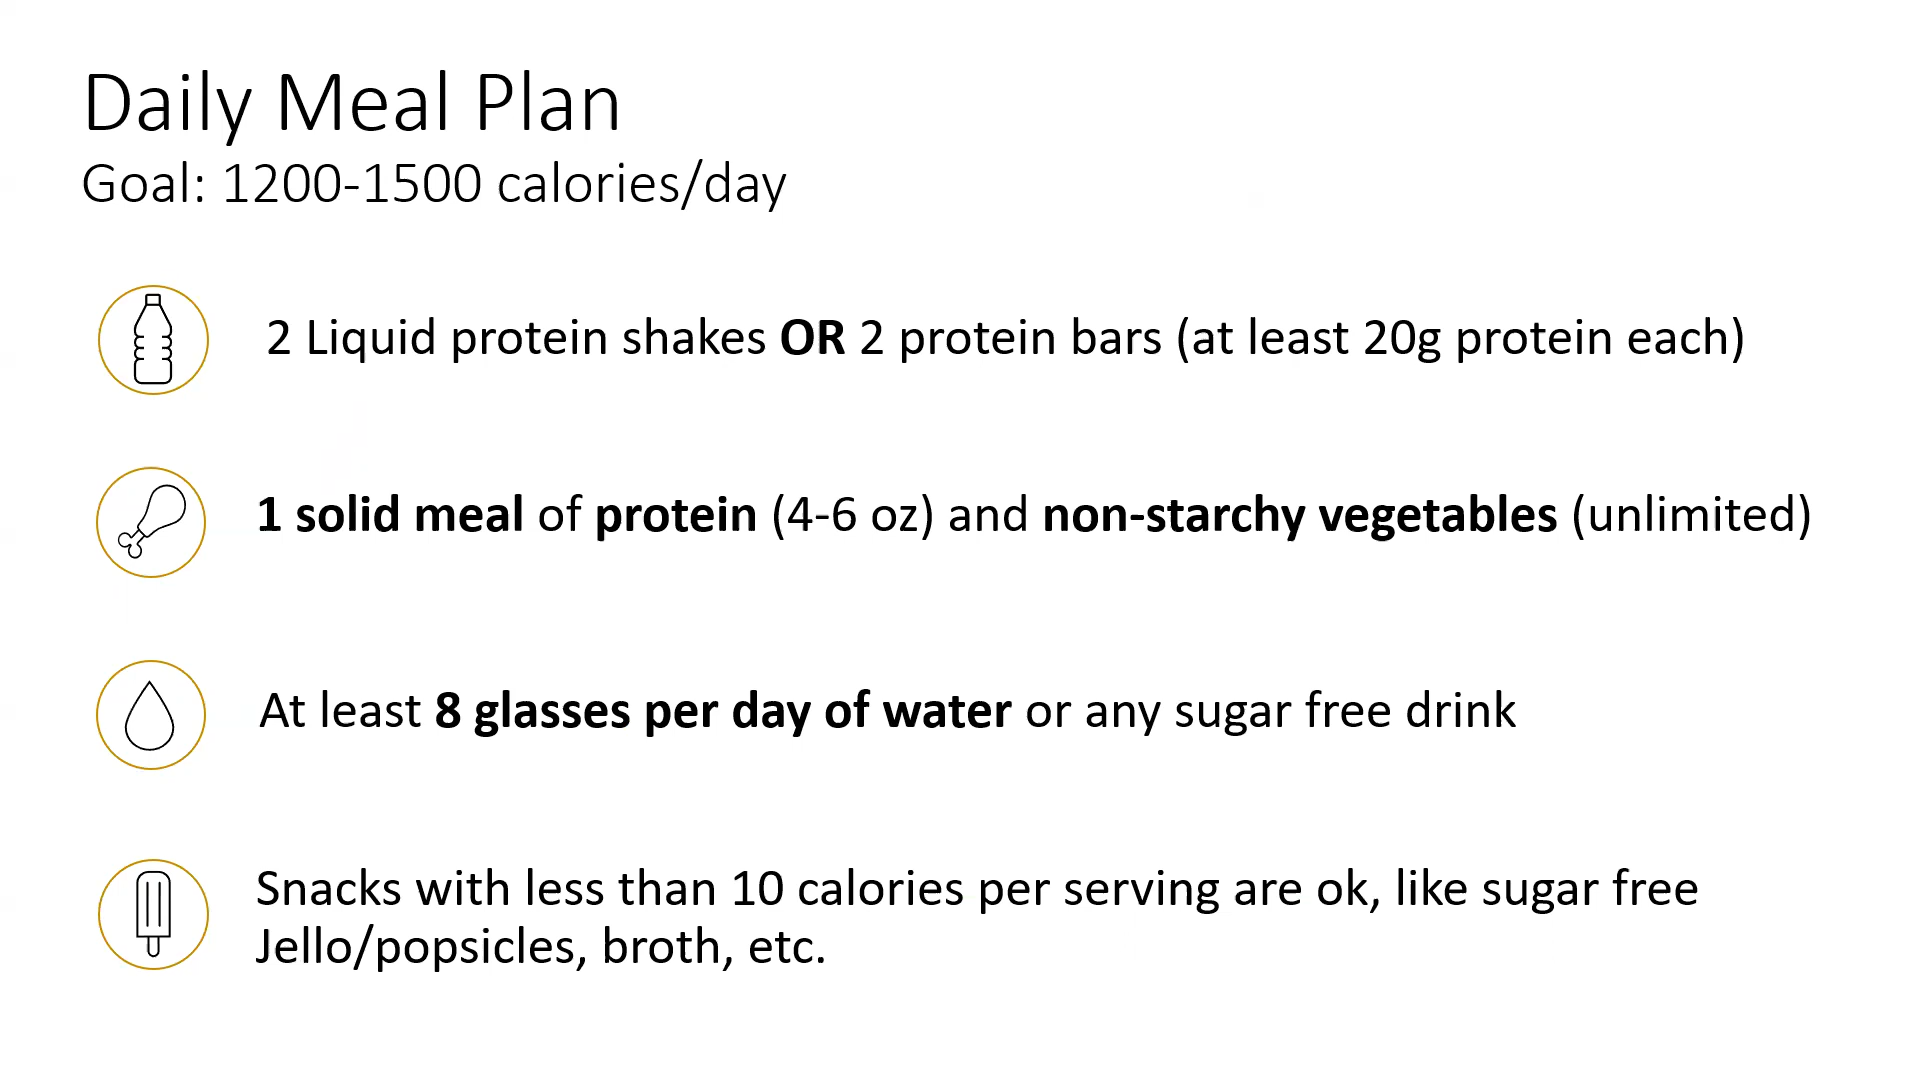 Daily Meal Plan
Goal: 1200-1500 calories/day
2 Liquid protein shakes OR 2 protein bars (at least 20g protein each)
1 solid meal of protein (4-6 oz) and non-starchy vegetables (unlimited)
At least 8 glasses per day of water or any sugar free drink
Snacks with less than 10 calories per serving are ok, like sugar free
Jello/popsicles, broth, etc.